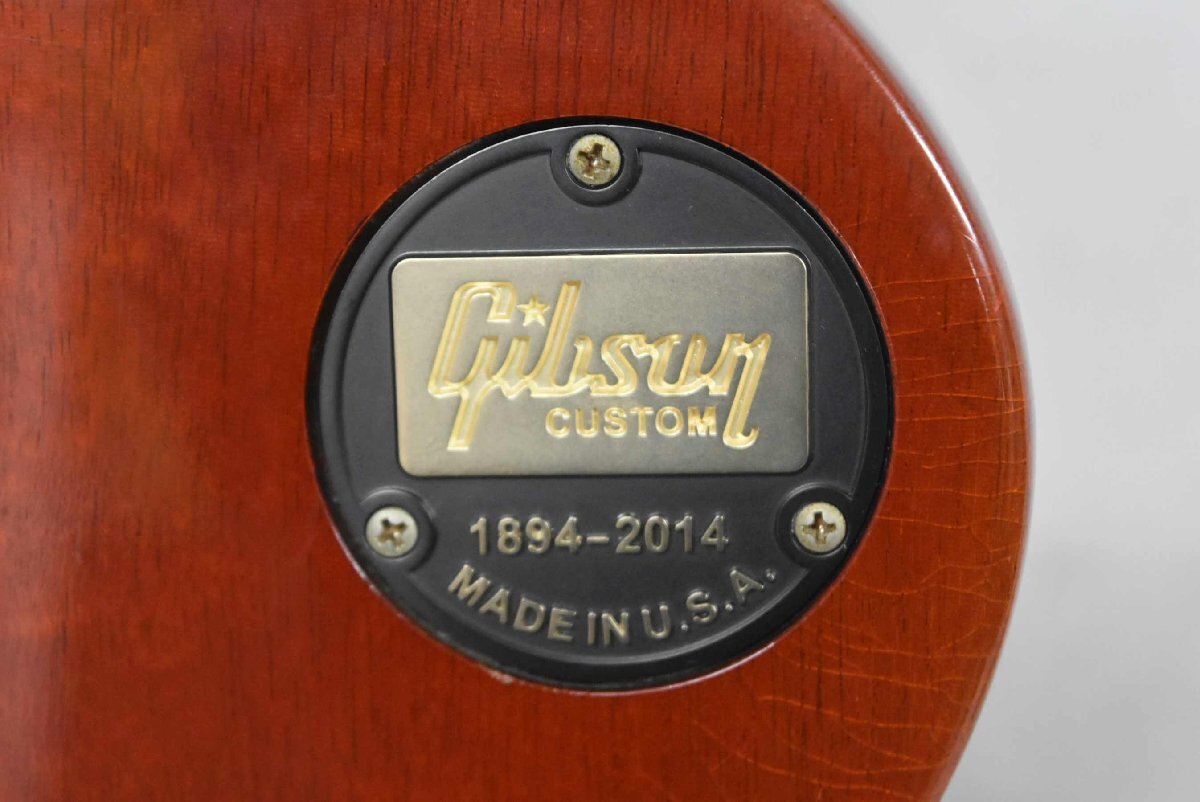 Gibson
CUSTOM
1894-2014
MADE IN U.S.A.